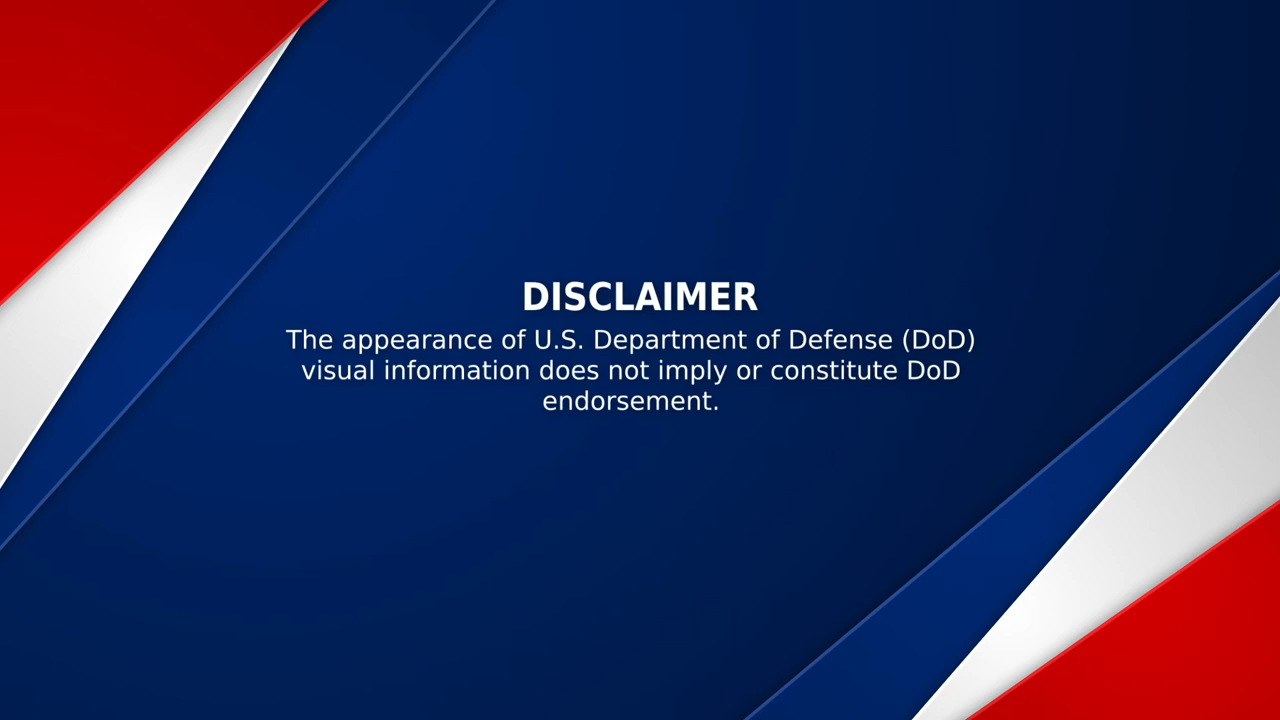 DISCLAIMER
The appearance of U.S. Department of Defense (DoD)
visual information does not imply or constitute DoD
endorsement.